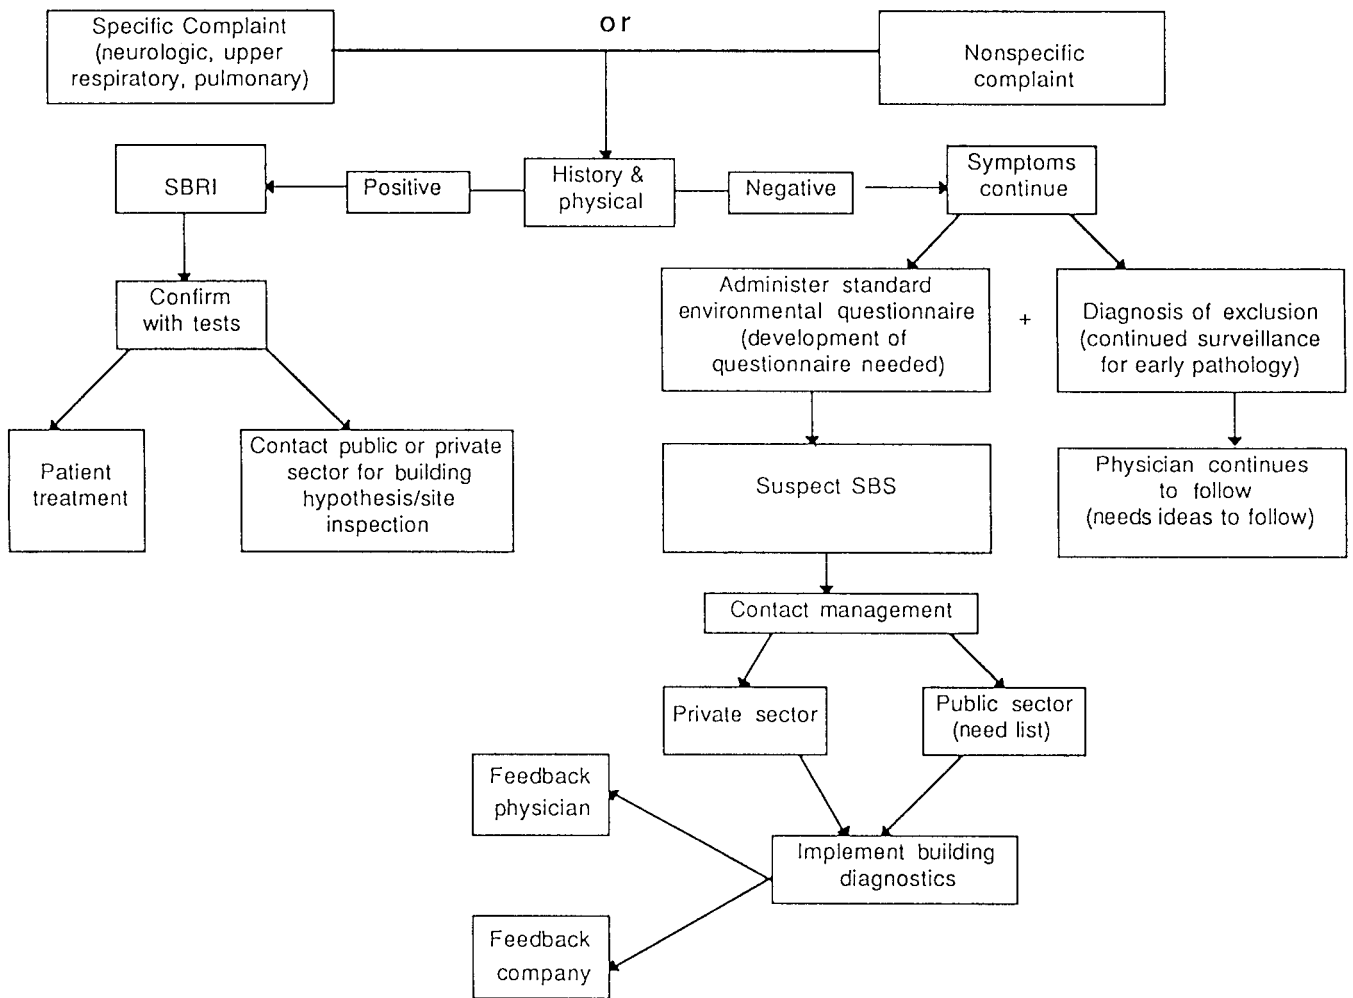 Specific Complaint
(neurologic, upper
respiratory, pulmonary)
or
Nonspecific
complaint
SBRI
Positive
History &
physical
Negative
Symptoms
continue
Confirm
with tests
Administer standard
environmental questionnaire
(development of
questionnaire needed)
+
Diagnosis of exclusion
(continued surveillance
for early pathology)
Patient
treatment
Contact public or private
sector for building
hypothesis/site
inspection
Suspect SBS
Physician continues
to follow
(needs ideas to follow)
Contact management
Private sector
Public sector
(need list)
Feedback
physician
Implement building
diagnostics
Feedback
company